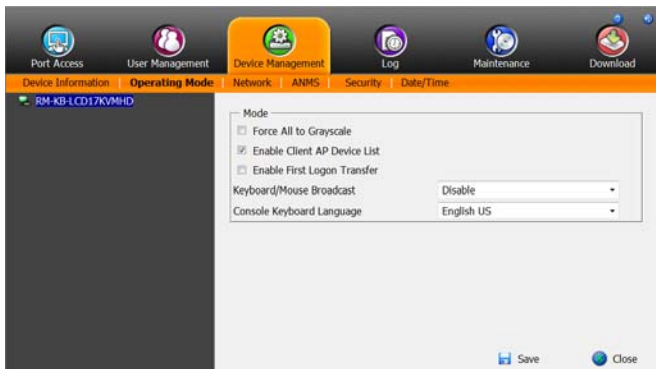 Port Access User Management Device Management Log Maintenance Download
Device Information Operating Mode Network ANMS Security Date/Time
RM-KB-LCD17KVMHD
Mode
Force All to Grayscale
Enable Client AP Device List
Enable First Logon Transfer
Keyboard/Mouse Broadcast Disable
Console Keyboard Language English US
Save Close